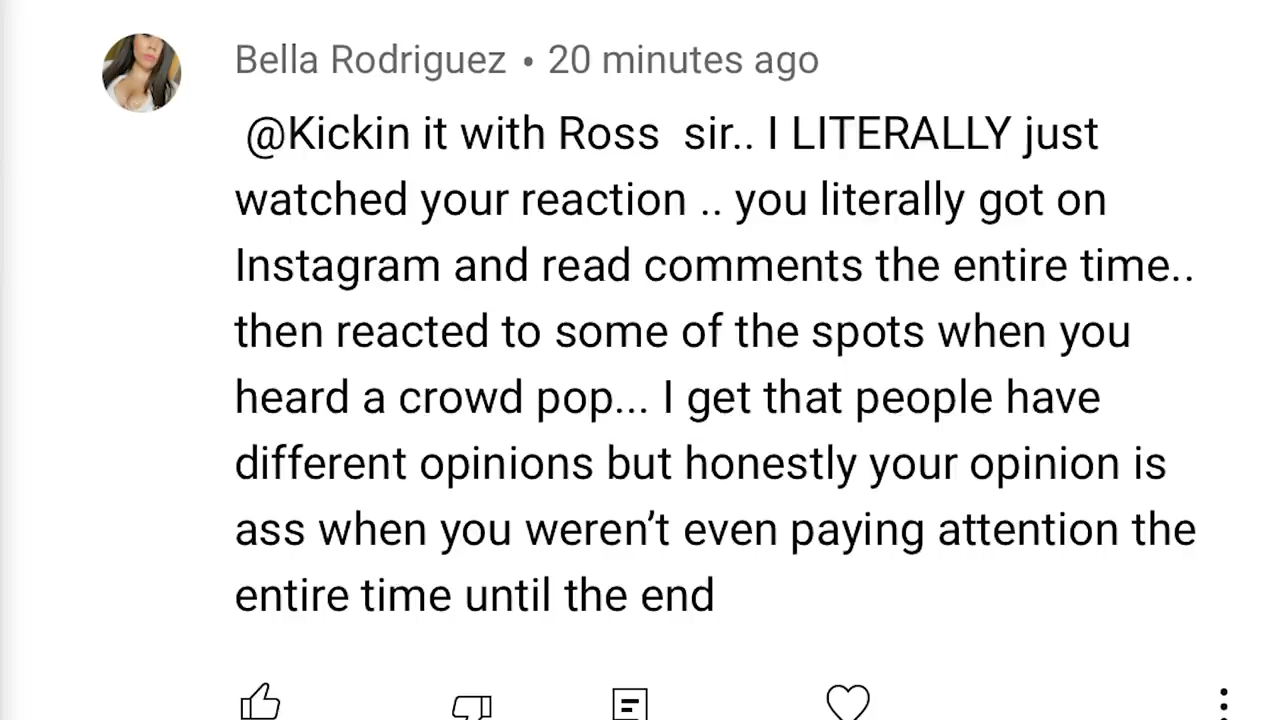 Bella Rodriguez • 20 minutes ago
@Kickin it with Ross  sir.. I LITERALLY just
watched your reaction .. you literally got on
Instagram and read comments the entire time..
then reacted to some of the spots when you
heard a crowd pop... I get that people have
different opinions but honestly your opinion is
ass when you weren’t even paying attention the
entire time until the end